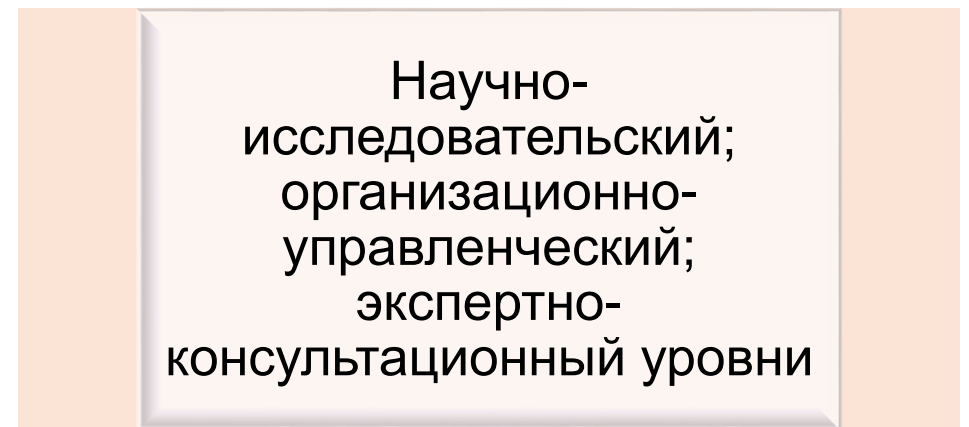 Научно-
исследовательский;
организационно-
управленческий;
экспертно-
консультационный уровни